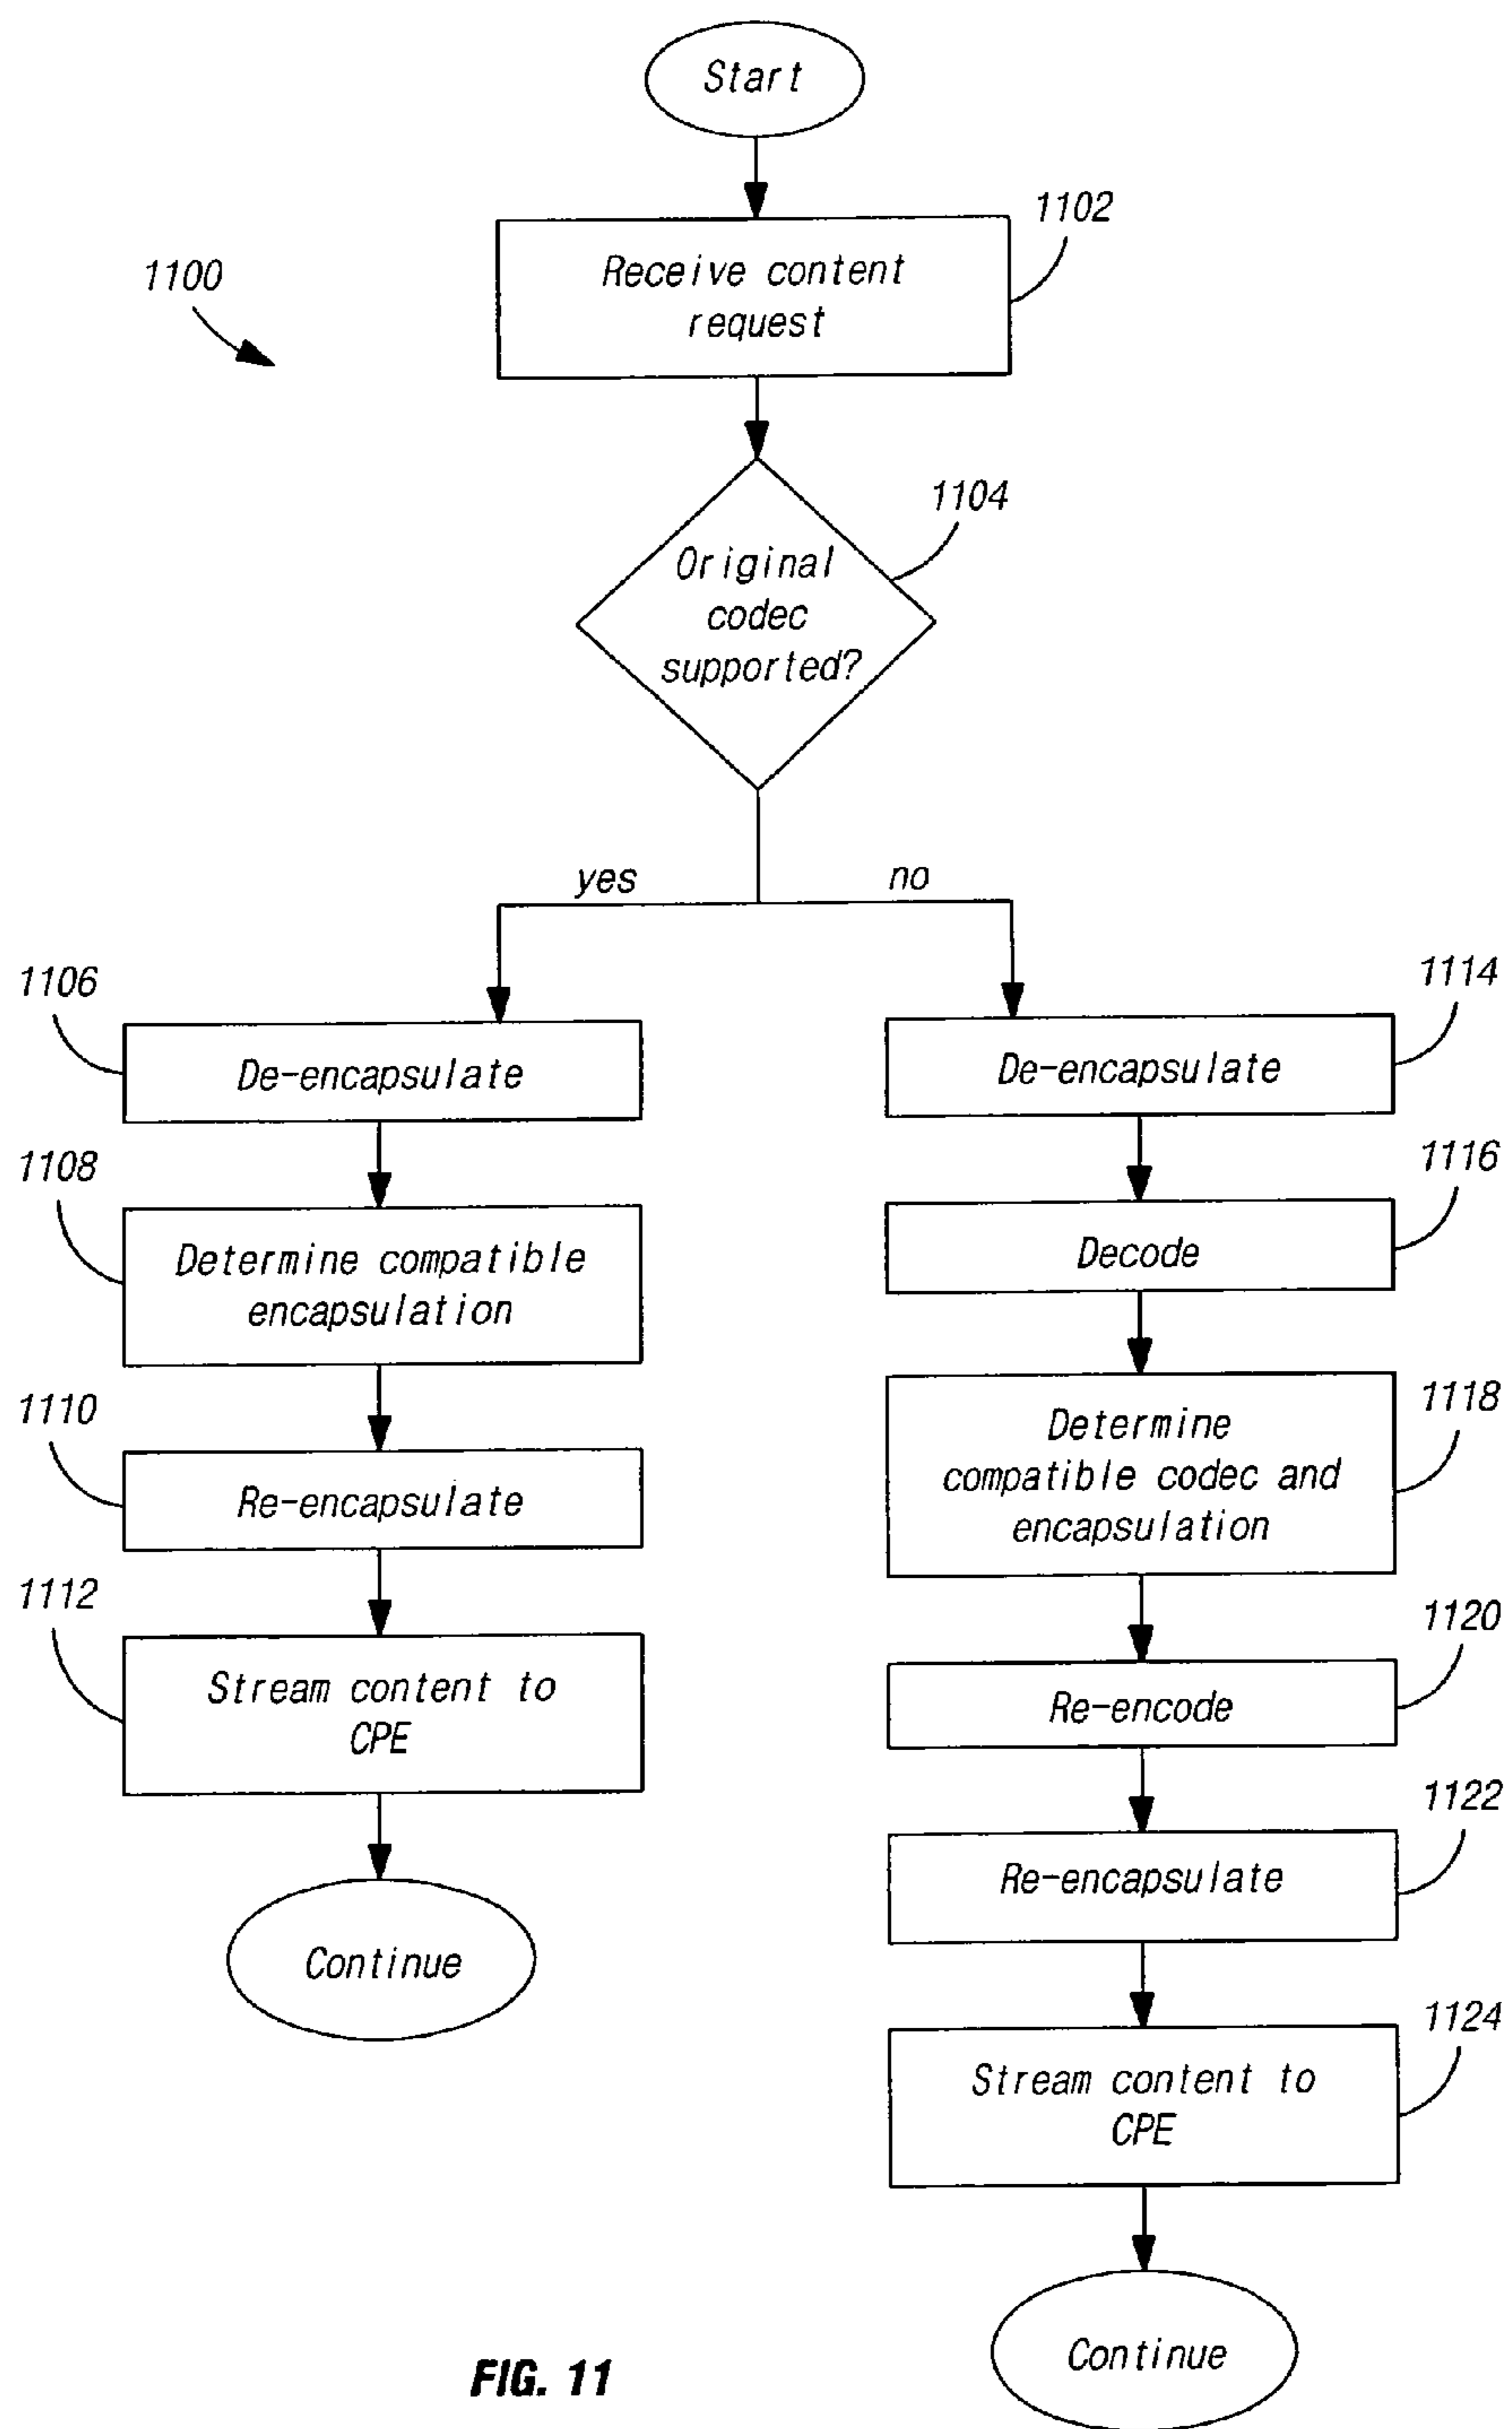 Start
1102
Receive content
request
1100
1104
Original
codec
supported?
yes
no
1106
De-encapsulate
1108
Determine compatible
encapsulation
1110
Re-encapsulate
1112
Stream content to
CPE
Continue
1114
De-encapsulate
1116
Decode
1118
Determine
compatible codec and
encapsulation
1120
Re-encode
1122
Re-encapsulate
1124
Stream content to
CPE
Continue
FIG. 11